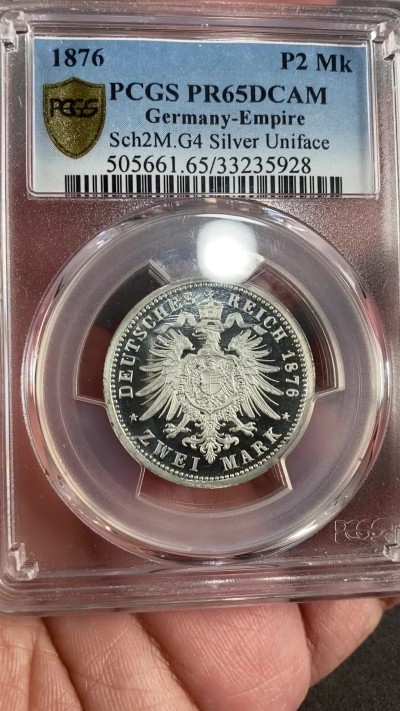 1876 P2 Mk
PCGS PCGS PR65DCAM
Germany-Empire
Sch2M.G4 Silver Uniface
505661.65/33235928
DEUTSCHES REICH 1876
* ZWEI MARK *
PCGS